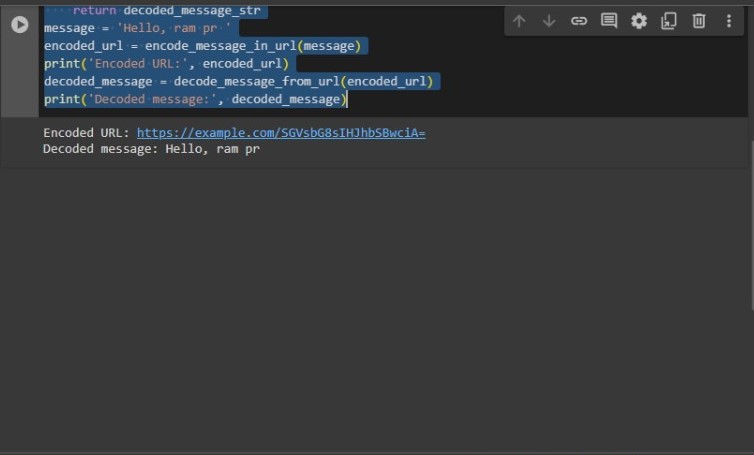 return decoded_message_str
message = 'Hello, ram pr '
encoded_url = encode_message_in_url(message)
print('Encoded URL:', encoded_url)
decoded_message = decode_message_from_url(encoded_url)
print('Decoded message:', decoded_message)
Encoded URL: https://example.com/SGVsbG8sIHJhbSBwciA=
Decoded message: Hello, ram pr